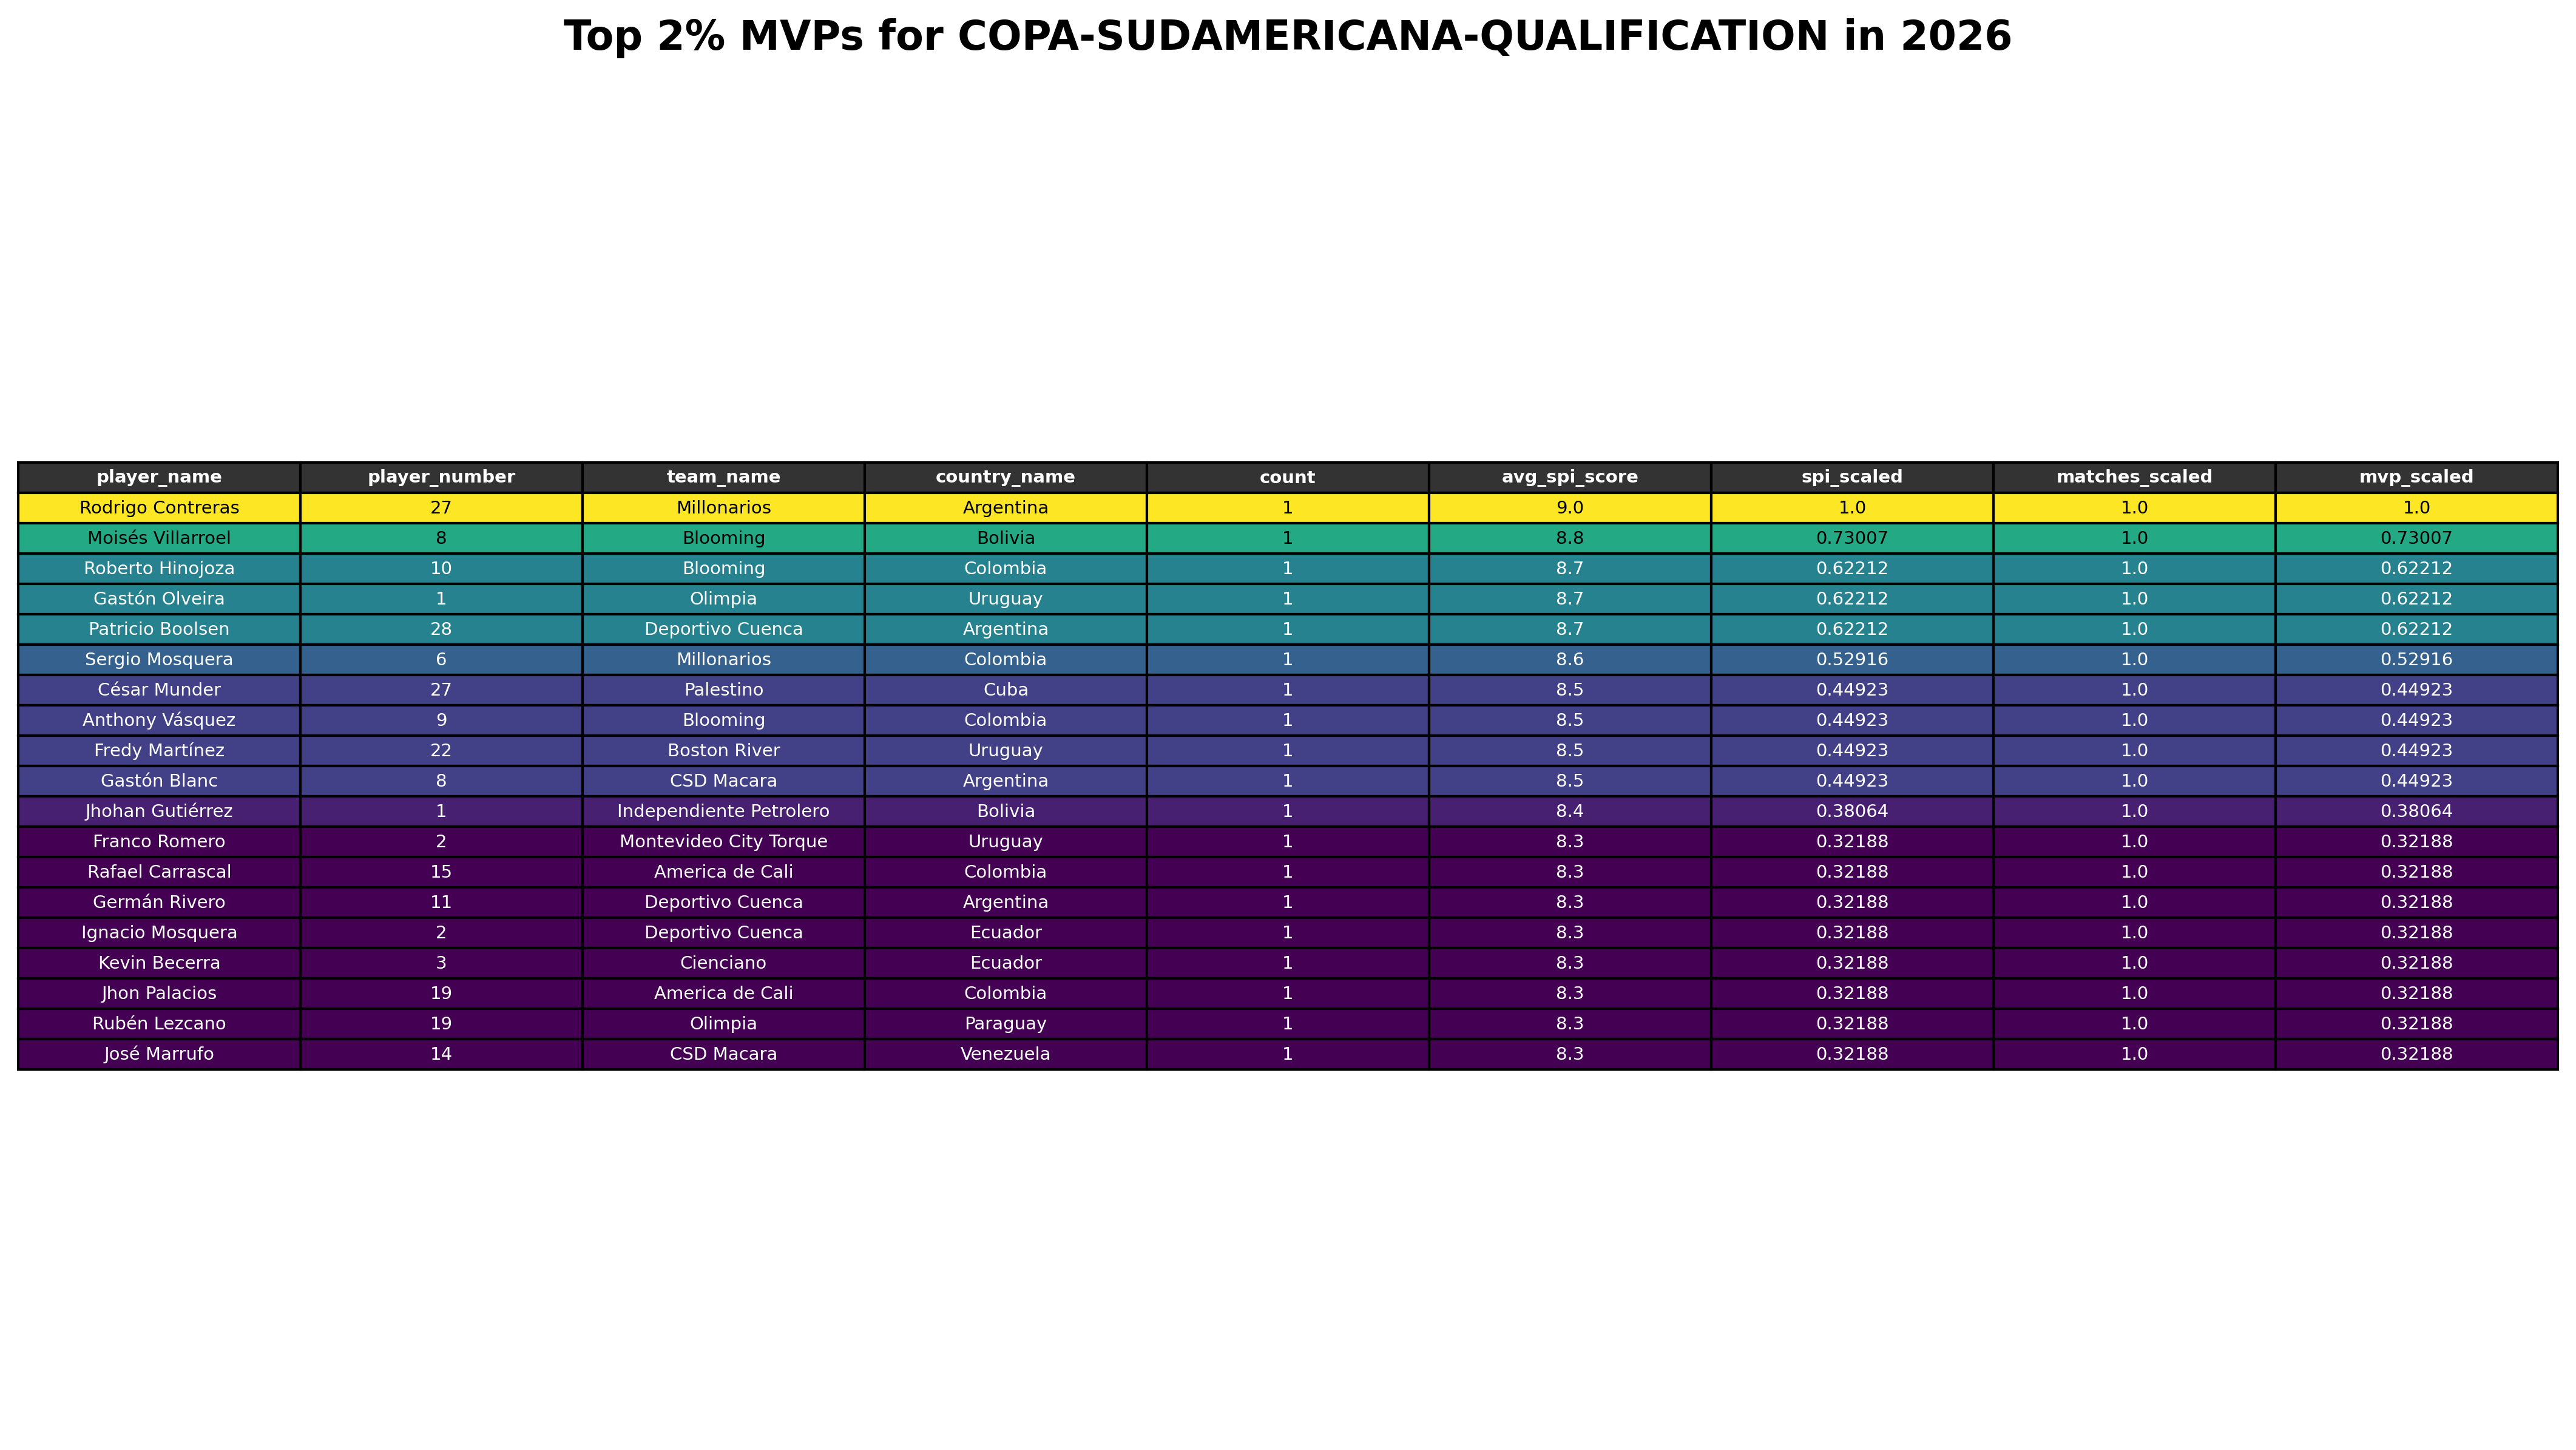 Top 2% MVPs for COPA-SUDAMERICANA-QUALIFICATION in 2026
player_name player_number team_name country_name count avg_spi_score spi_scaled matches_scaled mvp_scaled
Rodrigo Contreras 27 Millonarios Argentina 1 9.0 1.0 1.0 1.0
Moisés Villarroel 8 Blooming Bolivia 1 8.8 0.73007 1.0 0.73007
Roberto Hinojoza 10 Blooming Colombia 1 8.7 0.62212 1.0 0.62212
Gastón Olveira 1 Olimpia Uruguay 1 8.7 0.62212 1.0 0.62212
Patricio Boolsen 28 Deportivo Cuenca Argentina 1 8.7 0.62212 1.0 0.62212
Sergio Mosquera 6 Millonarios Colombia 1 8.6 0.52916 1.0 0.52916
César Munder 27 Palestino Cuba 1 8.5 0.44923 1.0 0.44923
Anthony Vásquez 9 Blooming Colombia 1 8.5 0.44923 1.0 0.44923
Fredy Martínez 22 Boston River Uruguay 1 8.5 0.44923 1.0 0.44923
Gastón Blanc 8 CSD Macara Argentina 1 8.5 0.44923 1.0 0.44923
Jhohan Gutiérrez 1 Independiente Petrolero Bolivia 1 8.4 0.38064 1.0 0.38064
Franco Romero 2 Montevideo City Torque Uruguay 1 8.3 0.32188 1.0 0.32188
Rafael Carrascal 15 America de Cali Colombia 1 8.3 0.32188 1.0 0.32188
Germán Rivero 11 Deportivo Cuenca Argentina 1 8.3 0.32188 1.0 0.32188
Ignacio Mosquera 2 Deportivo Cuenca Ecuador 1 8.3 0.32188 1.0 0.32188
Kevin Becerra 3 Cienciano Ecuador 1 8.3 0.32188 1.0 0.32188
Jhon Palacios 19 America de Cali Colombia 1 8.3 0.32188 1.0 0.32188
Rubén Lezcano 19 Olimpia Paraguay 1 8.3 0.32188 1.0 0.32188
José Marrufo 14 CSD Macara Venezuela 1 8.3 0.32188 1.0 0.32188